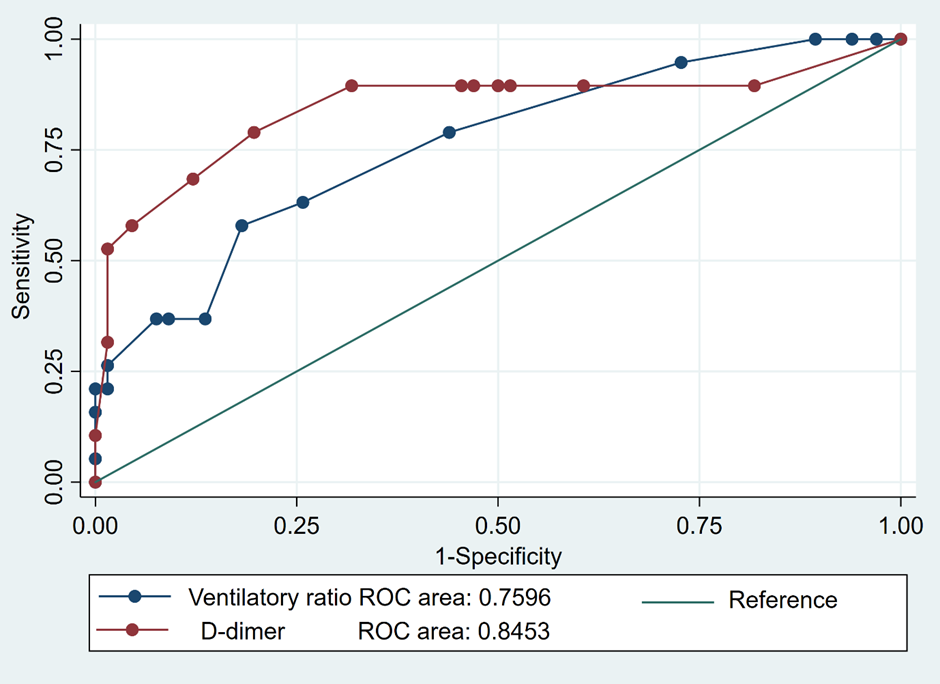 1.00
0.75
0.50
0.25
0.00
Sensitivity
0.00 0.25 0.50 0.75 1.00
1-Specificity
Ventilatory ratio ROC area: 0.7596
Reference
D-dimer ROC area: 0.8453